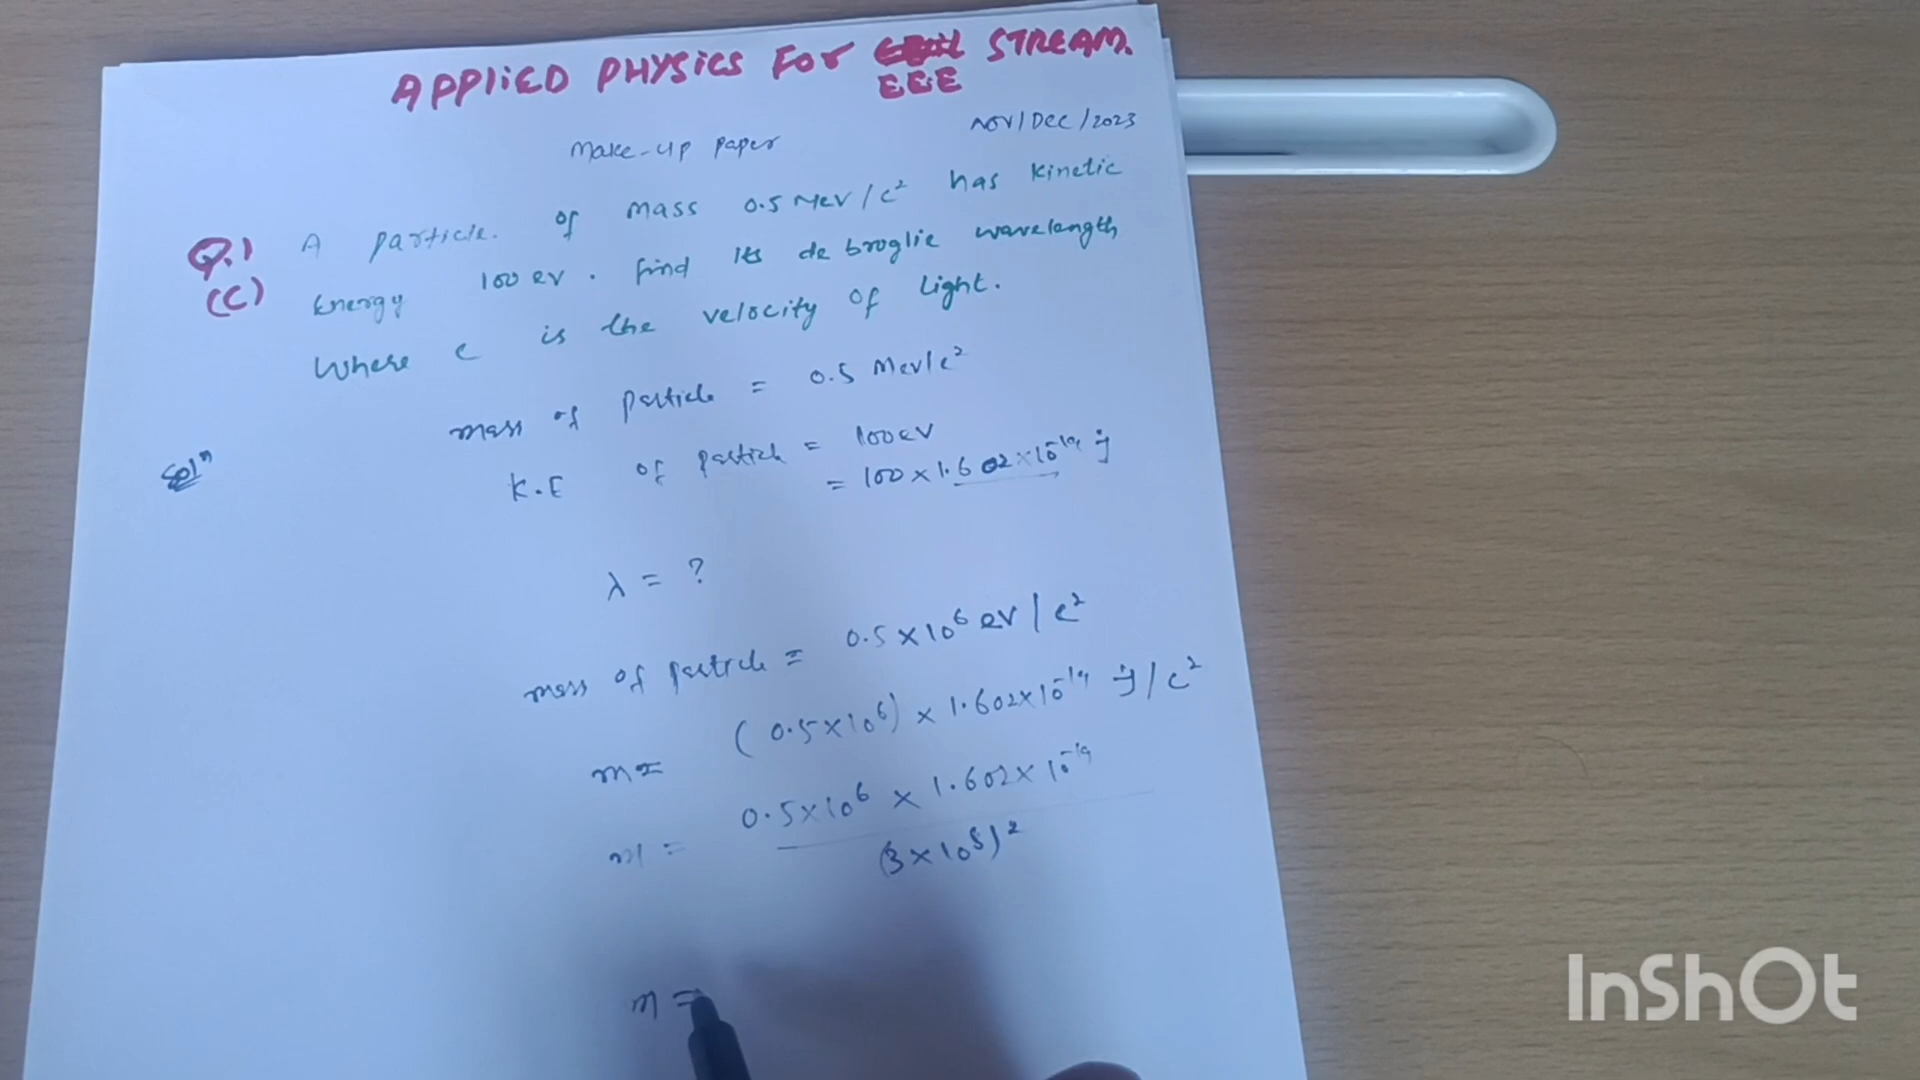 APPLIED PHYSICS FOR STREAM.
EEE
NOV/DEC/2023
Make-up paper
Q.1 A particle. of mass 0.5 MeV/c² has kinetic
(C) Energy 100 eV. find its de broglie wavelength
Where c is the velocity of light.
Solⁿ mass of particle = 0.5 MeV/c²
K.E of particle = 100 eV
= 100 × 1.602 × 10⁻¹⁹ j
λ = ?
mass of particle = 0.5 × 10⁶ eV/c²
m = (0.5×10⁶) × 1.602×10⁻¹⁹ j/c²
m = 0.5×10⁶ × 1.602 × 10⁻¹⁹
(3×10⁸)²
m =
InShOt